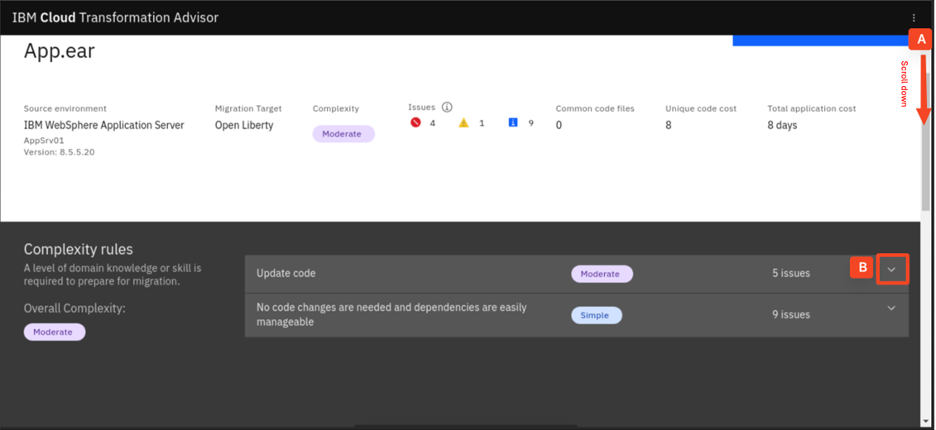 IBM Cloud Transformation Advisor
App.ear
A
Scroll down
Source environment
IBM WebSphere Application Server
AppSrv01
Version: 8.5.5.20
Migration Target
Open Liberty
Complexity
Moderate
Issues
4 1 9
Common code files
0
Unique code cost
8
Total application cost
8 days
Complexity rules
A level of domain knowledge or skill is
required to prepare for migration.
Overall Complexity:
Moderate
Update code Moderate 5 issues B
No code changes are needed and dependencies are easily
manageable
Simple 9 issues